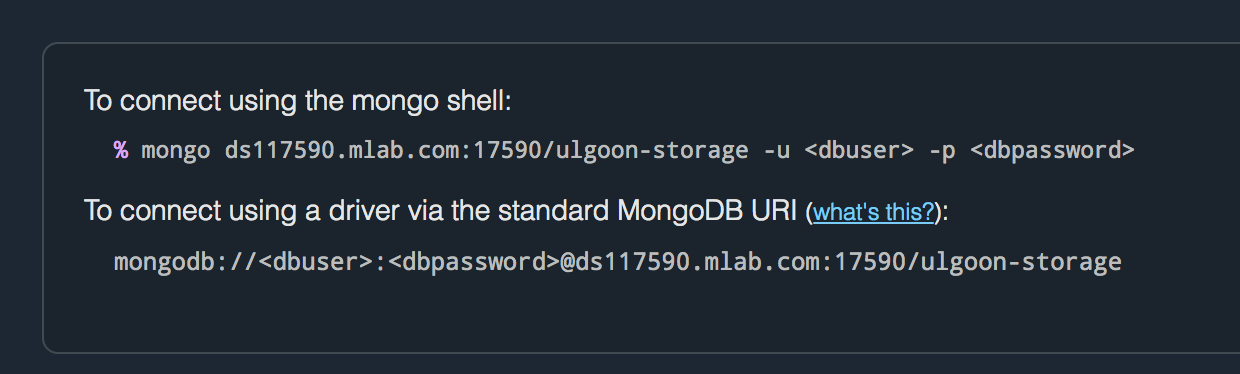 To connect using the mongo shell:
% mongo ds117590.mlab.com:17590/ulgoon-storage -u <dbuser> -p <dbpassword>
To connect using a driver via the standard MongoDB URI (what's this?):
mongodb://<dbuser>:<dbpassword>@ds117590.mlab.com:17590/ulgoon-storage